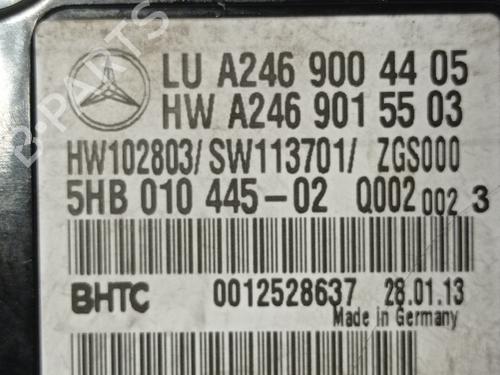 LU A246 900 44 05
HW A246 901 55 03
HW102803/ SW113701/ ZGS000
5HB 010 445-02 Q002 002 3
BHTC 0012528637 28.01.13
Made in Germany